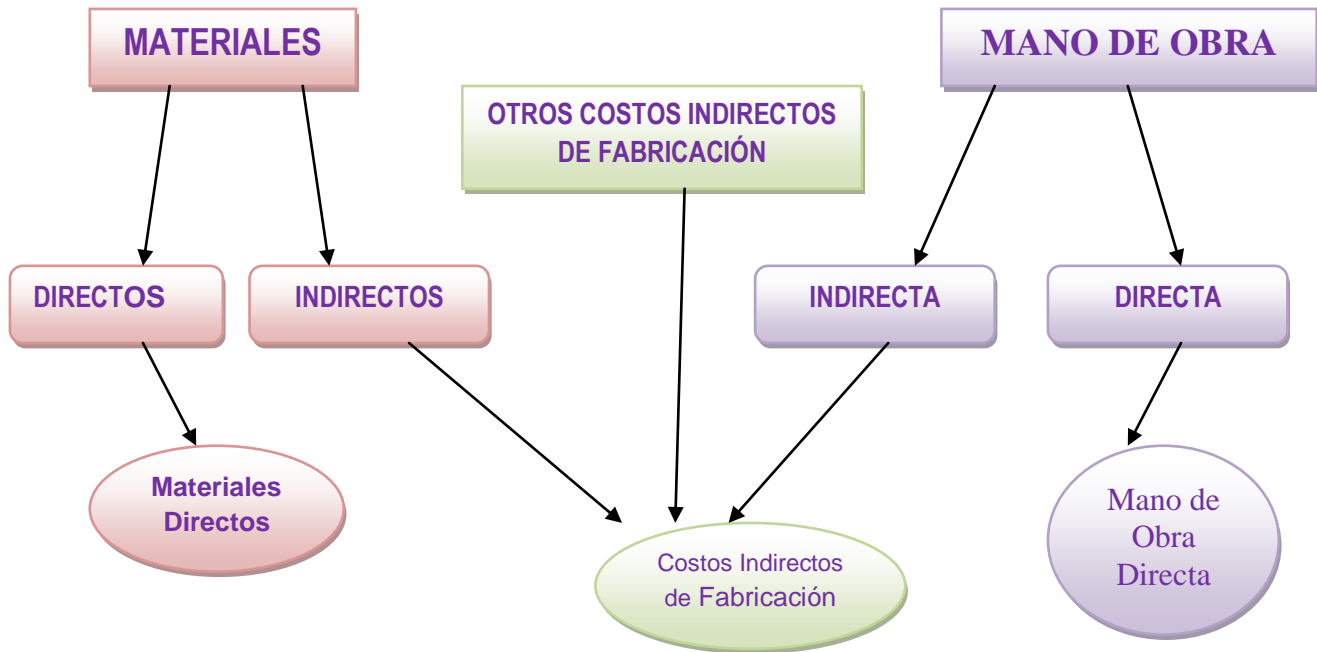 MATERIALES
MANO DE OBRA
OTROS COSTOS INDIRECTOS
DE FABRICACIÓN
DIRECTOS
INDIRECTOS
INDIRECTA
DIRECTA
Materiales
Directos
Mano de
Obra
Directa
Costos Indirectos
de Fabricación